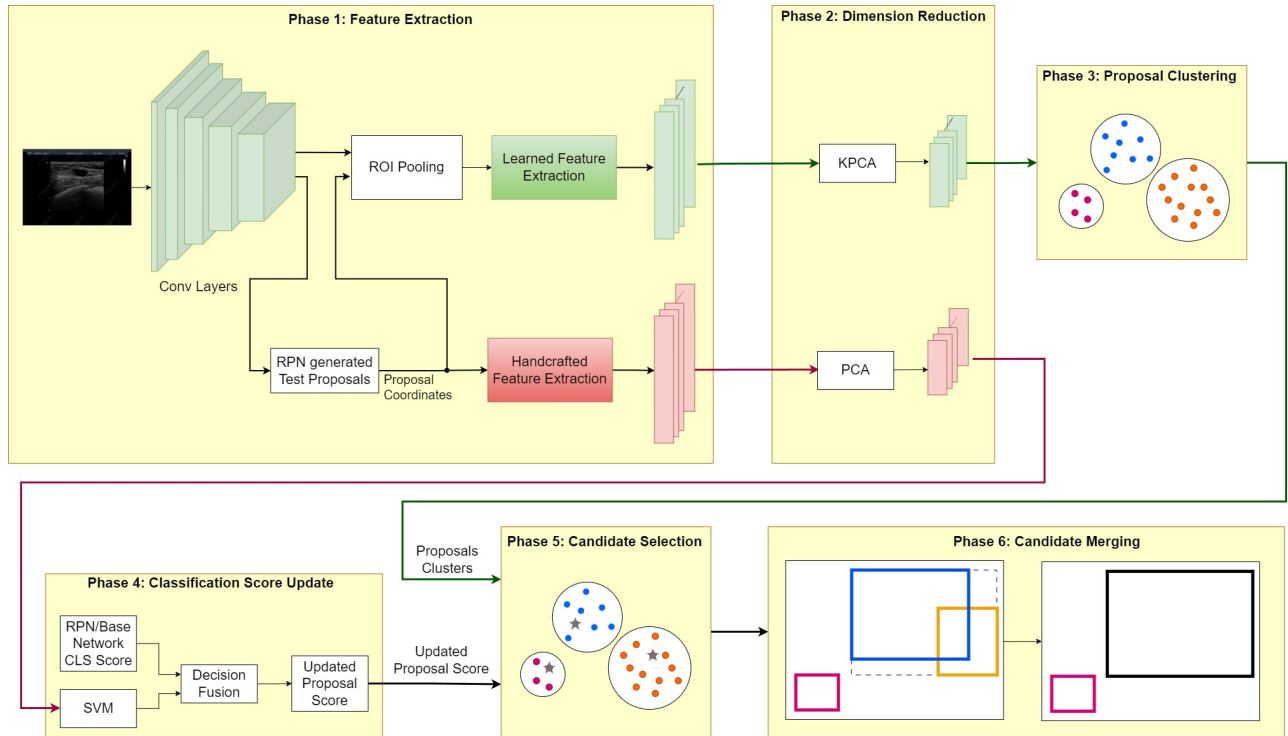 Phase 1: Feature Extraction
Phase 2: Dimension Reduction
Phase 3: Proposal Clustering
ROI Pooling
Learned Feature
Extraction
KPCA
Conv Layers
RPN generated
Test Proposals
Proposal
Coordinates
Handcrafted
Feature Extraction
PCA
Phase 4: Classification Score Update
RPN/Base
Network
CLS Score
SVM
Decision
Fusion
Updated
Proposal
Score
Proposals
Clusters
Updated
Proposal Score
Phase 5: Candidate Selection
Phase 6: Candidate Merging